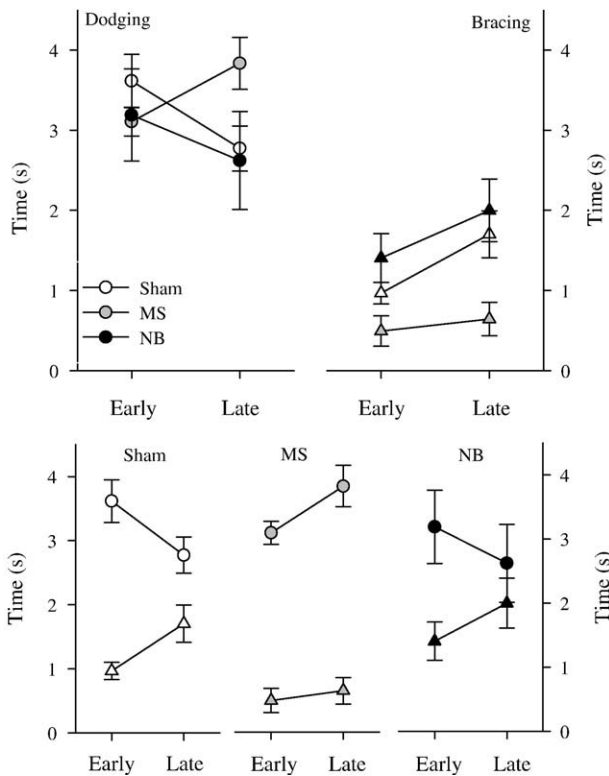 Dodging
Bracing
4
3
2
1
0
Time (s)
Sham
MS
NB
Early Late
4
3
2
1
0
Time (s)
Early Late
Sham
MS
NB
4
3
2
1
0
Time (s)
Early Late
Early Late
Early Late
4
3
2
1
0
Time (s)